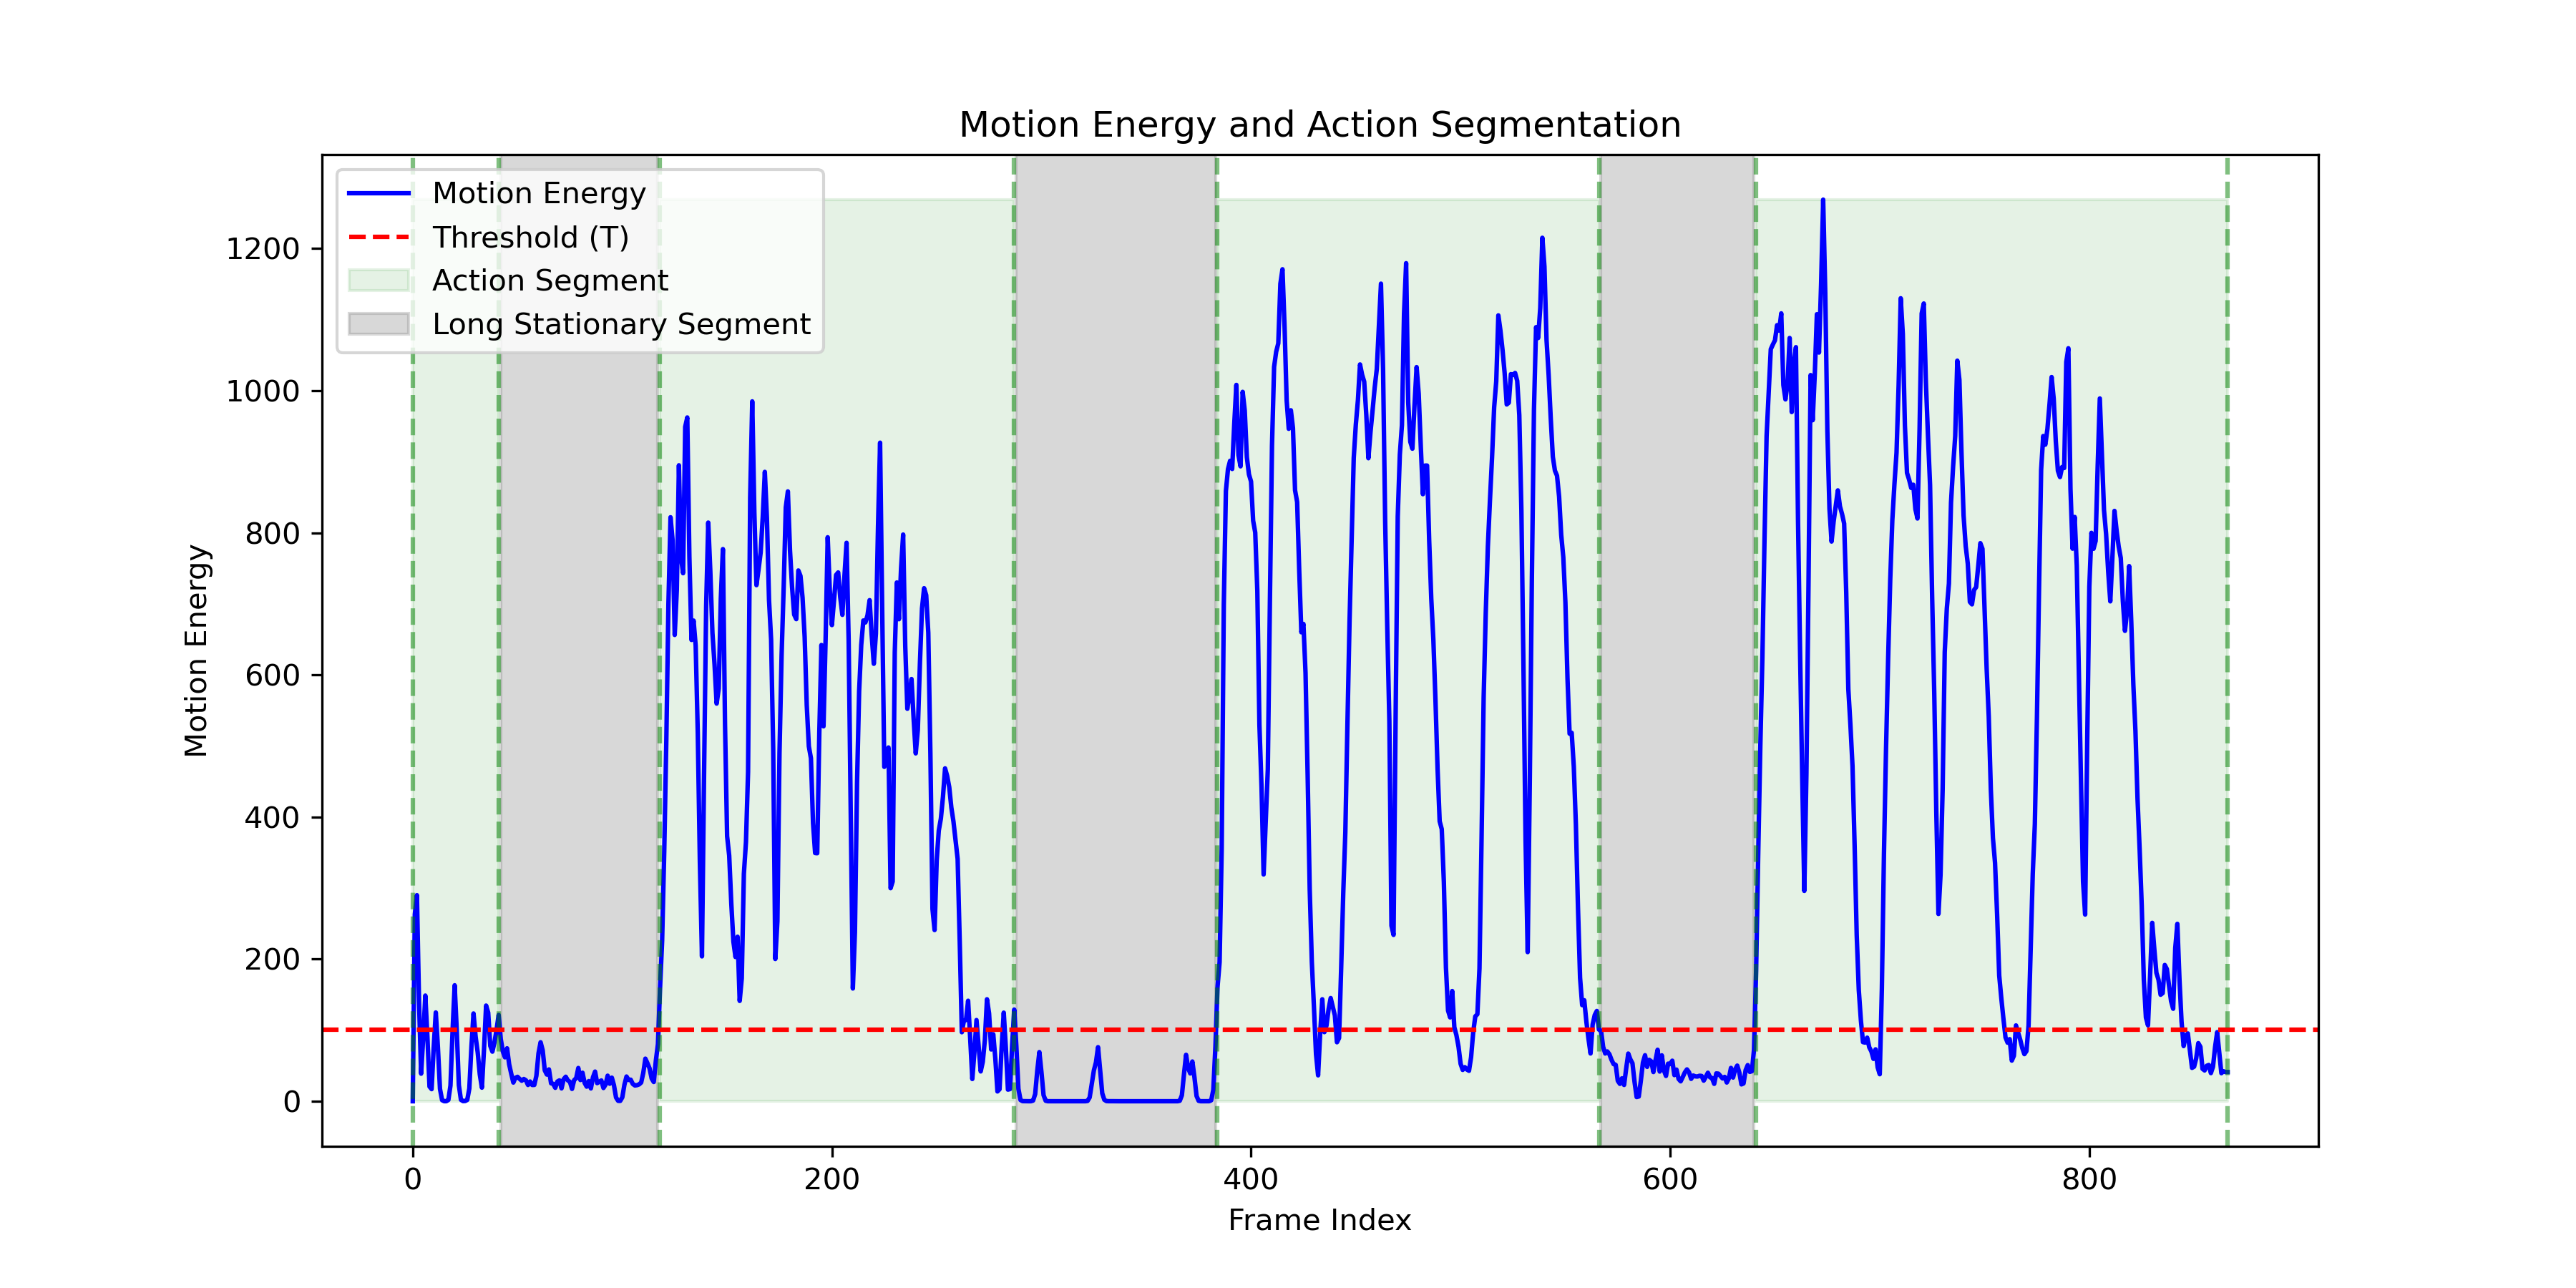 Motion Energy and Action Segmentation
Motion Energy
Threshold (T)
Action Segment
Long Stationary Segment
Motion Energy
1200
1000
800
600
400
200
0
0 200 400 600 800
Frame Index